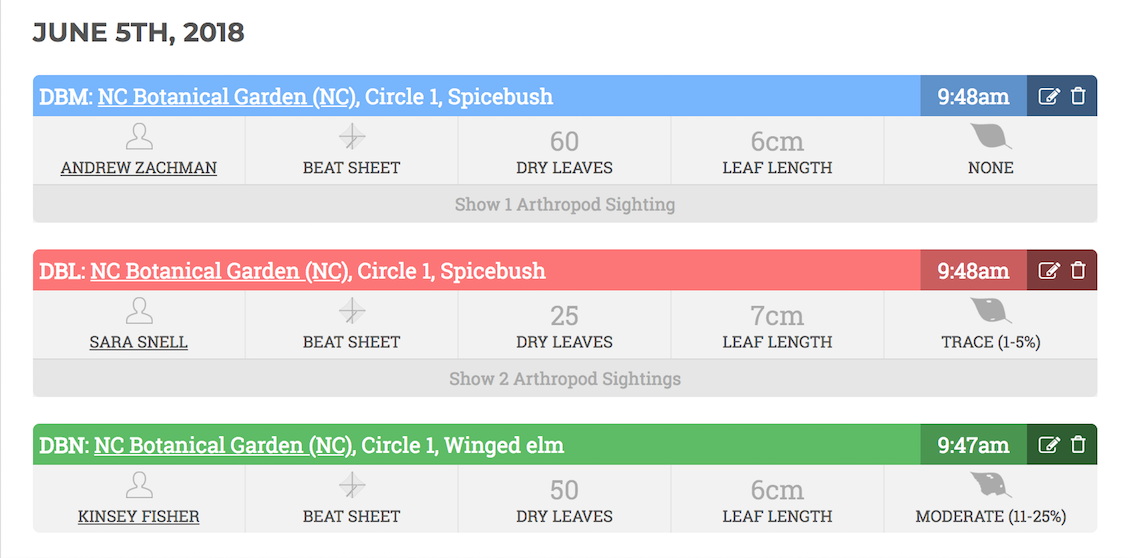 JUNE 5TH, 2018
DBM: NC Botanical Garden (NC), Circle 1, Spicebush 9:48am
60 6cm
ANDREW ZACHMAN BEAT SHEET DRY LEAVES LEAF LENGTH NONE
Show 1 Arthropod Sighting
DBL: NC Botanical Garden (NC), Circle 1, Spicebush 9:48am
25 7cm
SARA SNELL BEAT SHEET DRY LEAVES LEAF LENGTH TRACE (1-5%)
Show 2 Arthropod Sightings
DBN: NC Botanical Garden (NC), Circle 1, Winged elm 9:47am
50 6cm
KINSEY FISHER BEAT SHEET DRY LEAVES LEAF LENGTH MODERATE (11-25%)